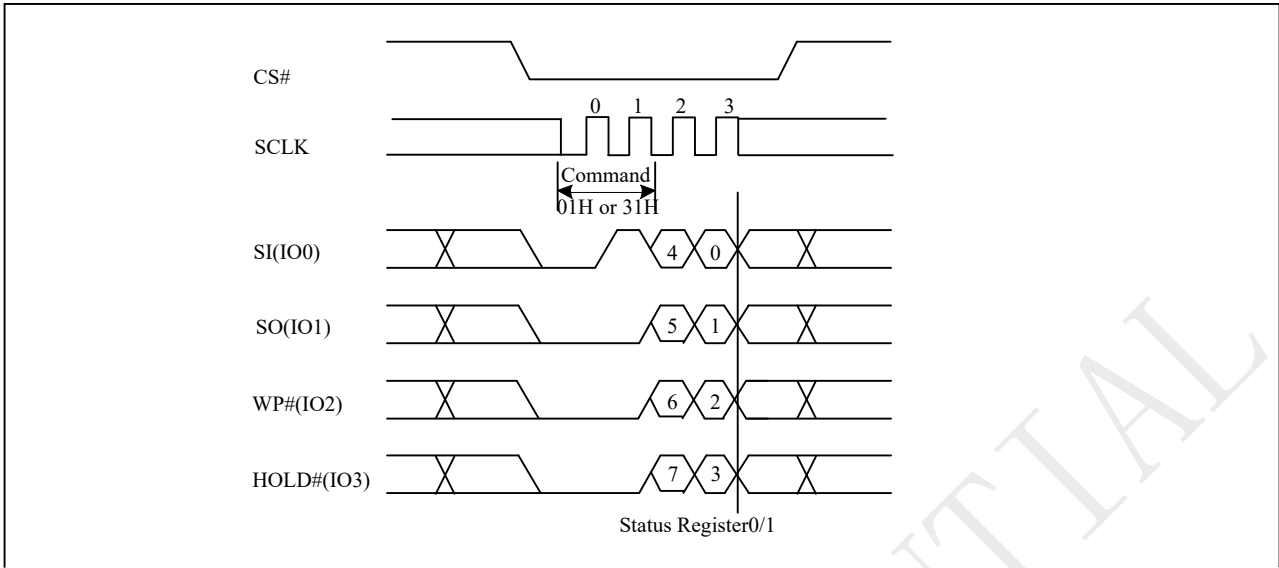 CS#
0 1 2 3
SCLK
Command
01H or 31H
SI(IO0) 4 0
SO(IO1) 5 1
WP#(IO2) 6 2
HOLD#(IO3) 7 3
Status Register0/1
NTIAL